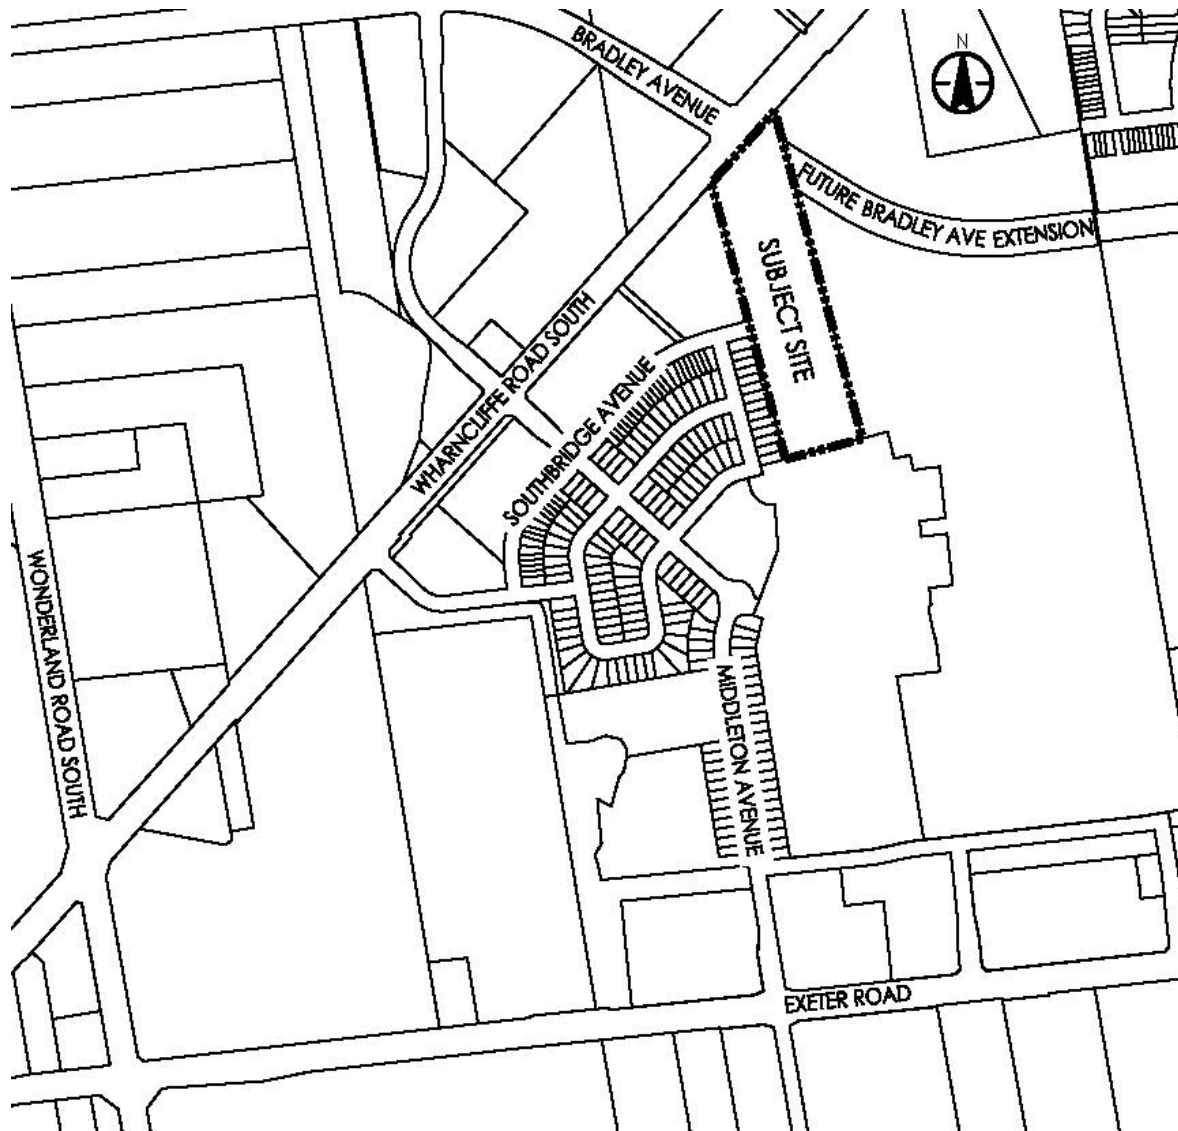 BRADLEY AVENUE
N
FUTURE BRADLEY AVE EXTENSION
SUBJECT SITE
WHARNCLIFFE ROAD SOUTH
SOUTHBRIDGE AVENUE
WONDERLAND ROAD SOUTH
MIDDLETON AVENUE
EXETER ROAD